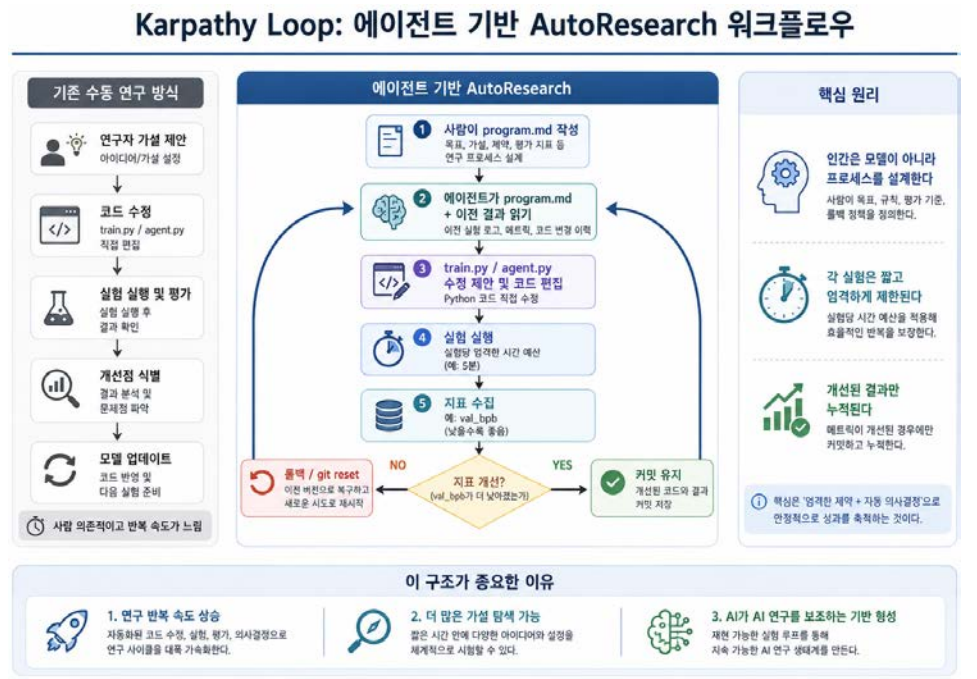 Karpathy Loop: 에이전트 기반 AutoResearch 워크플로우
기존 수동 연구 방식
연구자 가설 제안
아이디어/가설 설정
코드 수정
train.py / agent.py
직접 편집
실험 실행 및 평가
실험 실행 후
결과 확인
개선점 식별
결과 분석 및
문제점 파악
모델 업데이트
코드 반영 및
다음 실험 준비
사람 의존적이고 반복 속도가 느림
에이전트 기반 AutoResearch
1 사람이 program.md 작성
목표, 가설, 제약, 평가 지표 등
연구 프로세스 설계
2 에이전트가 program.md
+ 이전 결과 읽기
이전 실험 로그, 메트릭, 코드 변경 이력
3 train.py / agent.py
수정 제안 및 코드 편집
Python 코드 직접 수정
4 실험 실행
실험당 엄격한 시간 예산
(예: 5분)
5 지표 수집
예: val_bpb
(낮을수록 좋음)
NO
YES
롤백 / git reset
이전 버전으로 복구하고
새로운 시도로 재시작
지표 개선?
(val_bpb가 더 낮아졌는가)
커밋 유지
개선된 코드와 결과
커밋 저장
핵심 원리
인간은 모델이 아니라
프로세스를 설계한다
사람이 목표, 규칙, 평가 기준,
롤백 정책을 정의한다.
각 실험은 짧고
엄격하게 제한된다
실험당 시간 예산을 적용해
효율적인 반복을 보장한다.
개선된 결과만
누적된다
메트릭이 개선된 경우에만
커밋하고 누적한다.
핵심은 '엄격한 제약 + 자동 의사결정'으로
안정적으로 성과를 축적하는 것이다.
이 구조가 중요한 이유
1. 연구 반복 속도 상승
자동화된 코드 수정, 실험, 평가, 의사결정으로
연구 사이클을 대폭 가속화한다.
2. 더 많은 가설 탐색 가능
짧은 시간 안에 다양한 아이디어와 설정을
체계적으로 시험할 수 있다.
3. AI가 AI 연구를 보조하는 기반 형성
재현 가능한 실험 루프를 통해
지속 가능한 AI 연구 생태계를 만든다.